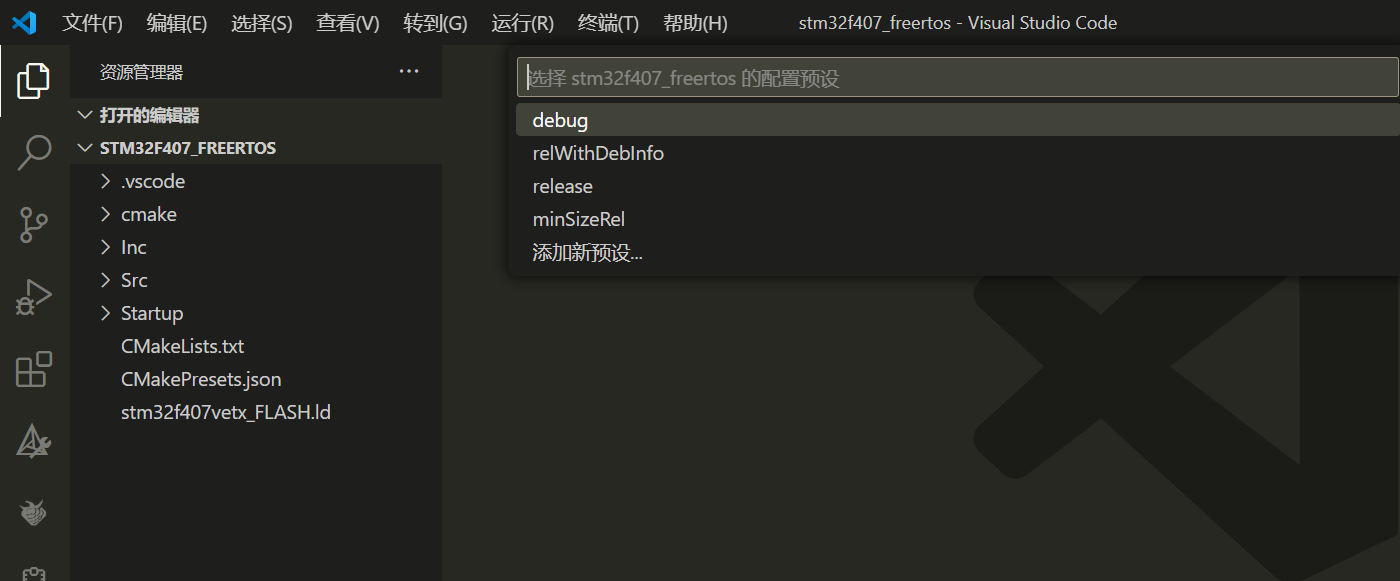 文件(F) 编辑(E) 选择(S) 查看(V) 转到(G) 运行(R) 终端(T) 帮助(H) stm32f407_freertos - Visual Studio Code
资源管理器 ···
打开的编辑器
STM32F407_FREERTOS
.vscode
cmake
Inc
Src
Startup
CMakeLists.txt
CMakePresets.json
stm32f407vetx_FLASH.ld
选择 stm32f407_freertos 的配置预设
debug
relWithDebInfo
release
minSizeRel
添加新预设...